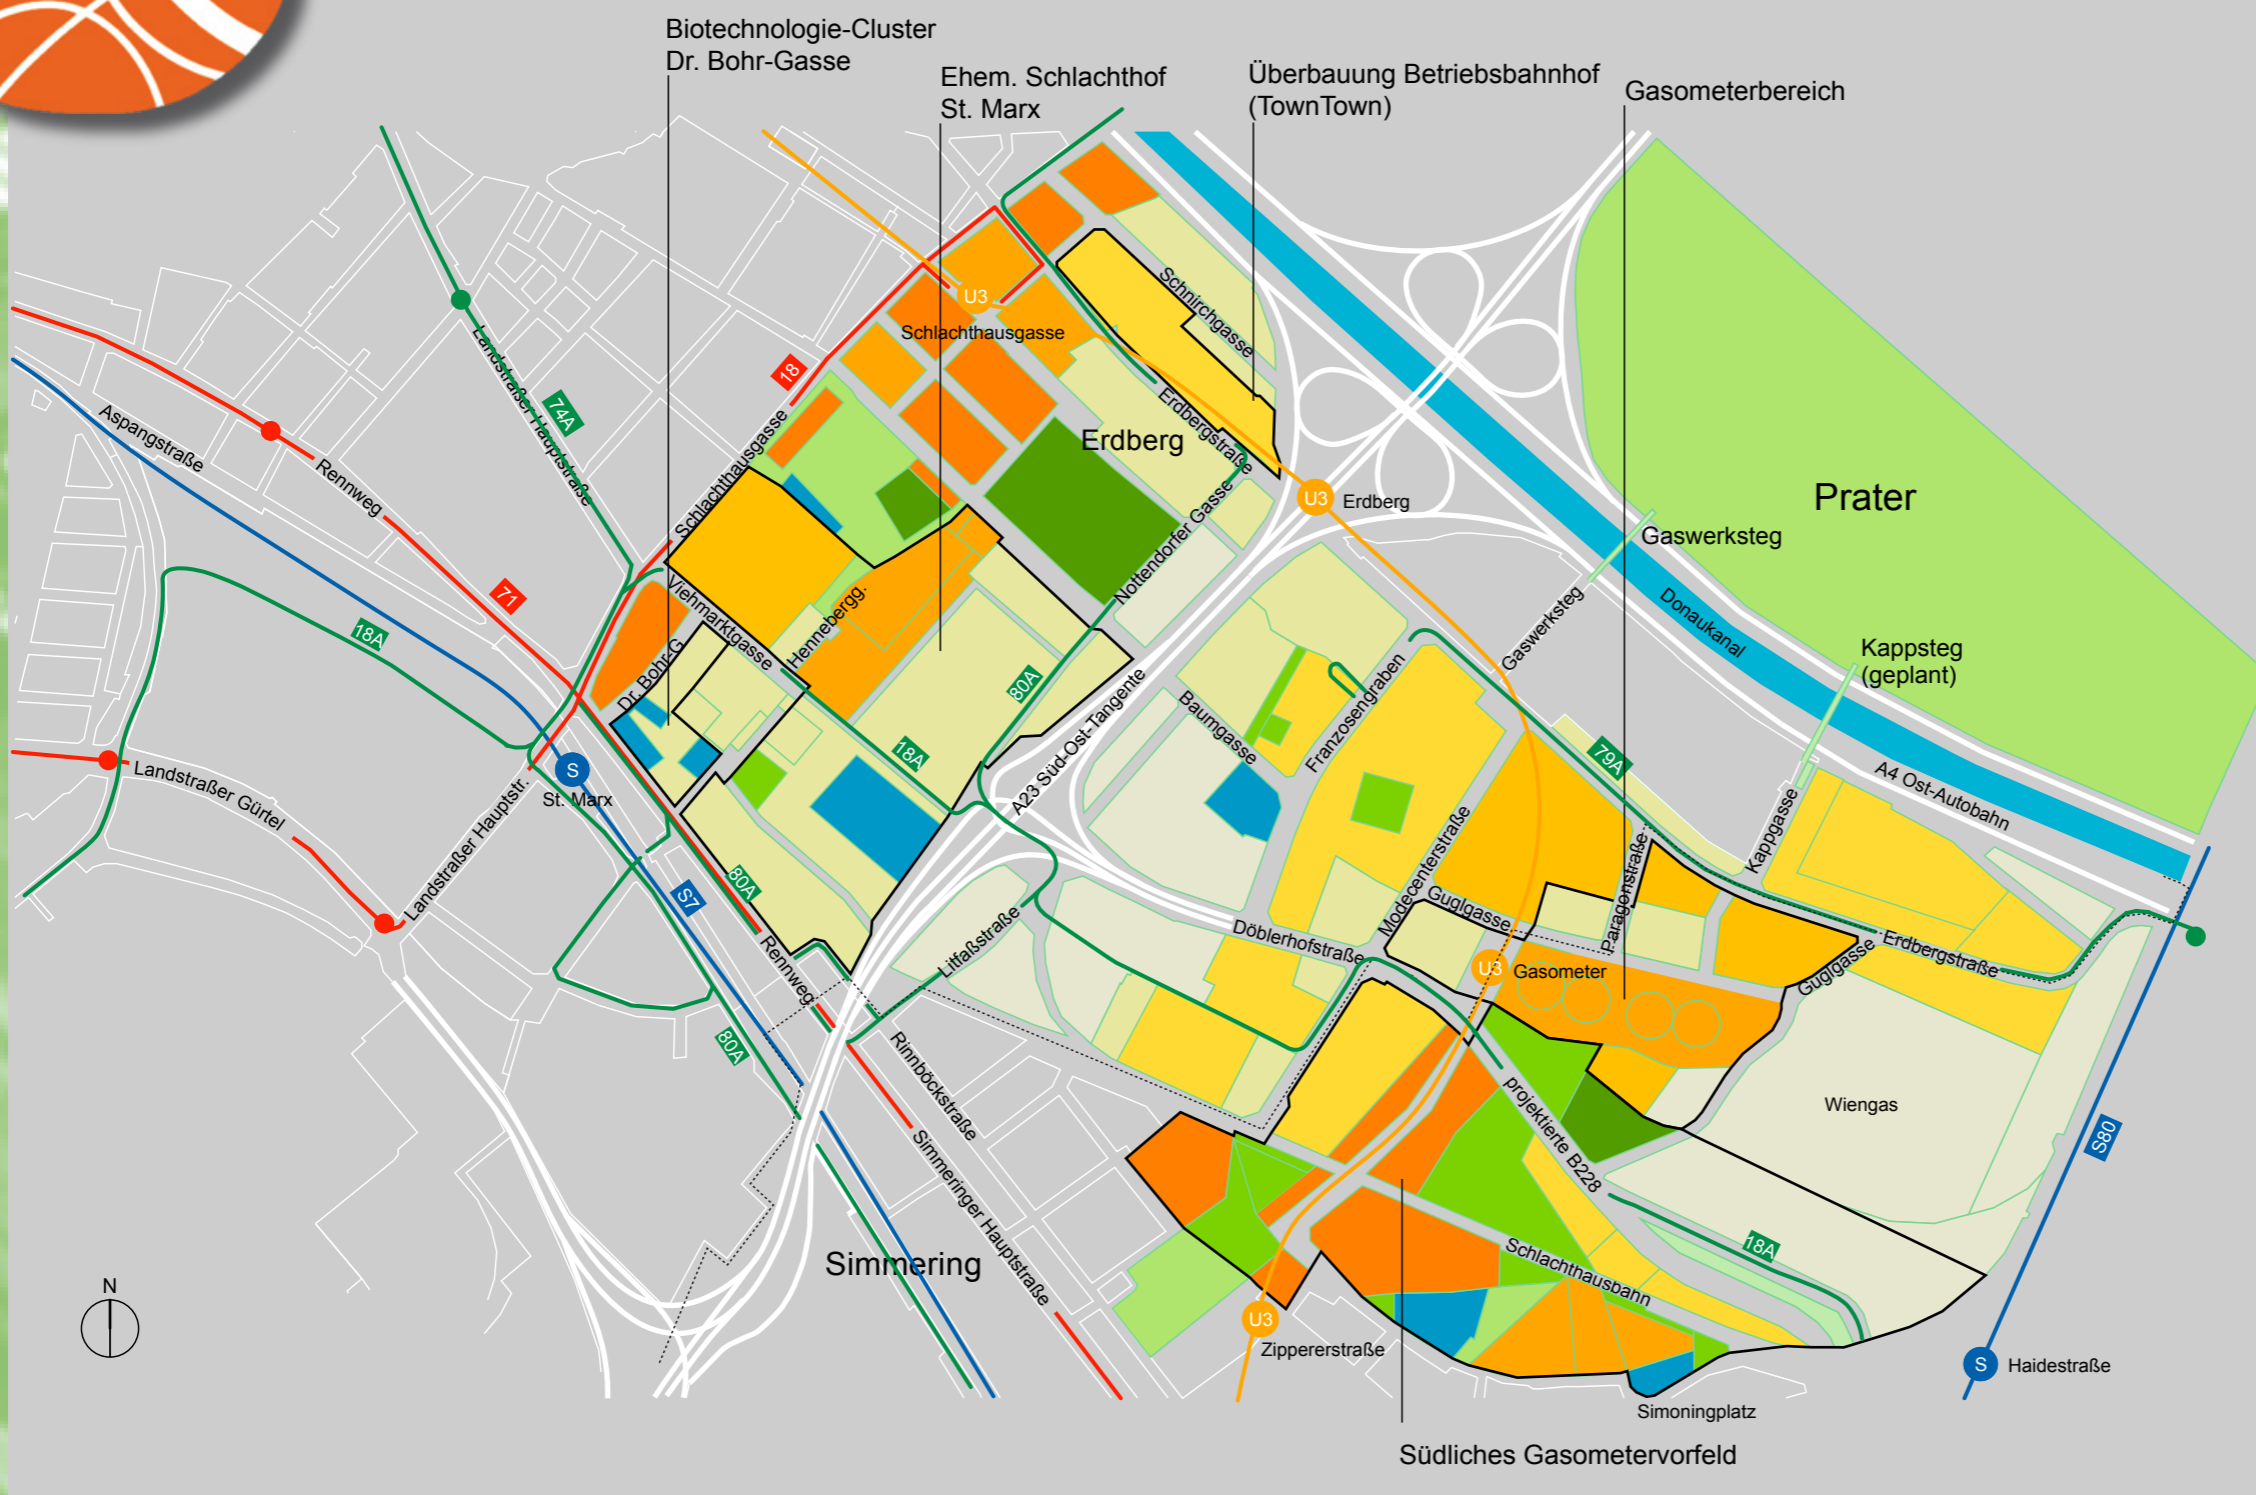 Biotechnologie-Cluster
Dr. Bohr-Gasse
Ehem. Schlachthof
St. Marx
Überbauung Betriebsbahnhof
(TownTown)
Gasometerbereich
U3
Schlachthausgasse
Schnirchgasse
18
74A
Landstraßer Hauptstraße
Aspangstraße
Rennweg
Schlachthausgasse
Erdbergstraße
Erdberg
U3
Erdberg
Prater
Gaswerksteg
Gaswerksteg
Donaukanal
Kappsteg
(geplant)
Nottendorfer Gasse
71
18A
Viehmarktgasse
Hennebergg.
Dr. Bohr-G.
80A
18A
A23 Süd-Ost-Tangente
Baumgasse
Franzosengraben
79A
A4 Ost-Autobahn
Kappgasse
Modecenterstraße
Paragonstraße
Guglgasse
Landstraßer Gürtel
Landstraßer Hauptstr.
S
St. Marx
S7
80A
Rennweg
Litfaßstraße
Döblerhofstraße
U3
Gasometer
Guglgasse
Erdbergstraße
80A
Rinnböckstraße
Simmeringer Hauptstraße
projektierte B228
Wiengas
S80
18A
Schlachthausbahn
Simmering
N
U3
Zippererstraße
S
Haidestraße
Simoningplatz
Südliches Gasometervorfeld